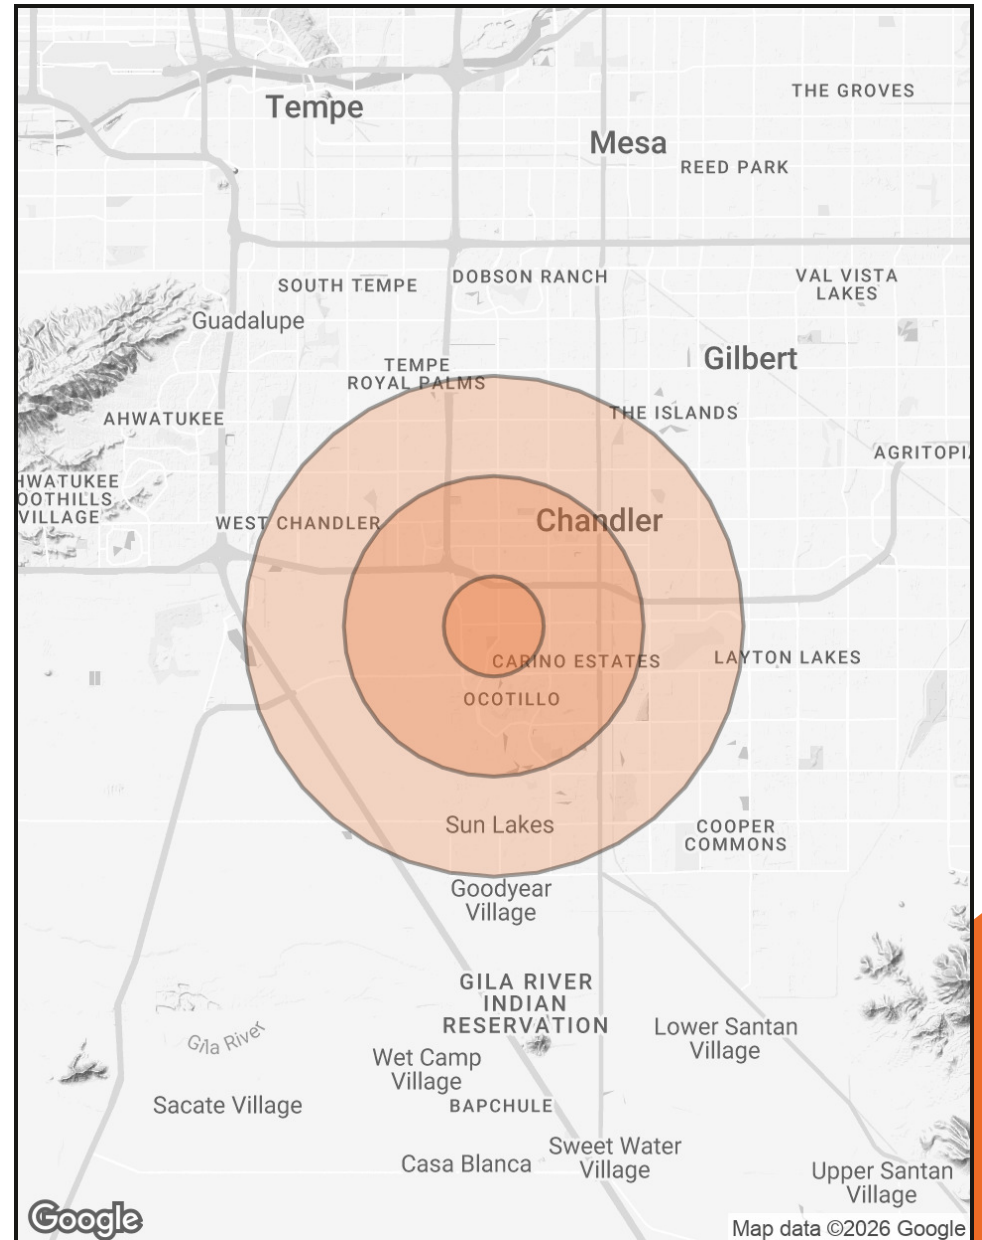 THE GROVES
Tempe
Mesa
REED PARK
DOBSON RANCH
VAL VISTA
LAKES
SOUTH TEMPE
Guadalupe
Gilbert
TEMPE
ROYAL PALMS
THE ISLANDS
AHWATUKEE
AGRITOPI
HWATUKEE
OOTHILLS
VILLAGE
WEST CHANDLER
Chandler
CARINO ESTATES
LAYTON LAKES
OCOTILLO
Sun Lakes
COOPER
COMMONS
Goodyear
Village
GILA RIVER
INDIAN
RESERVATION
Lower Santan
Village
Gila River
Wet Camp
Village
Sacate Village
BAPCHULE
Sweet Water
Village
Casa Blanca
Upper Santan
Village
Google
Map data ©2026 Google